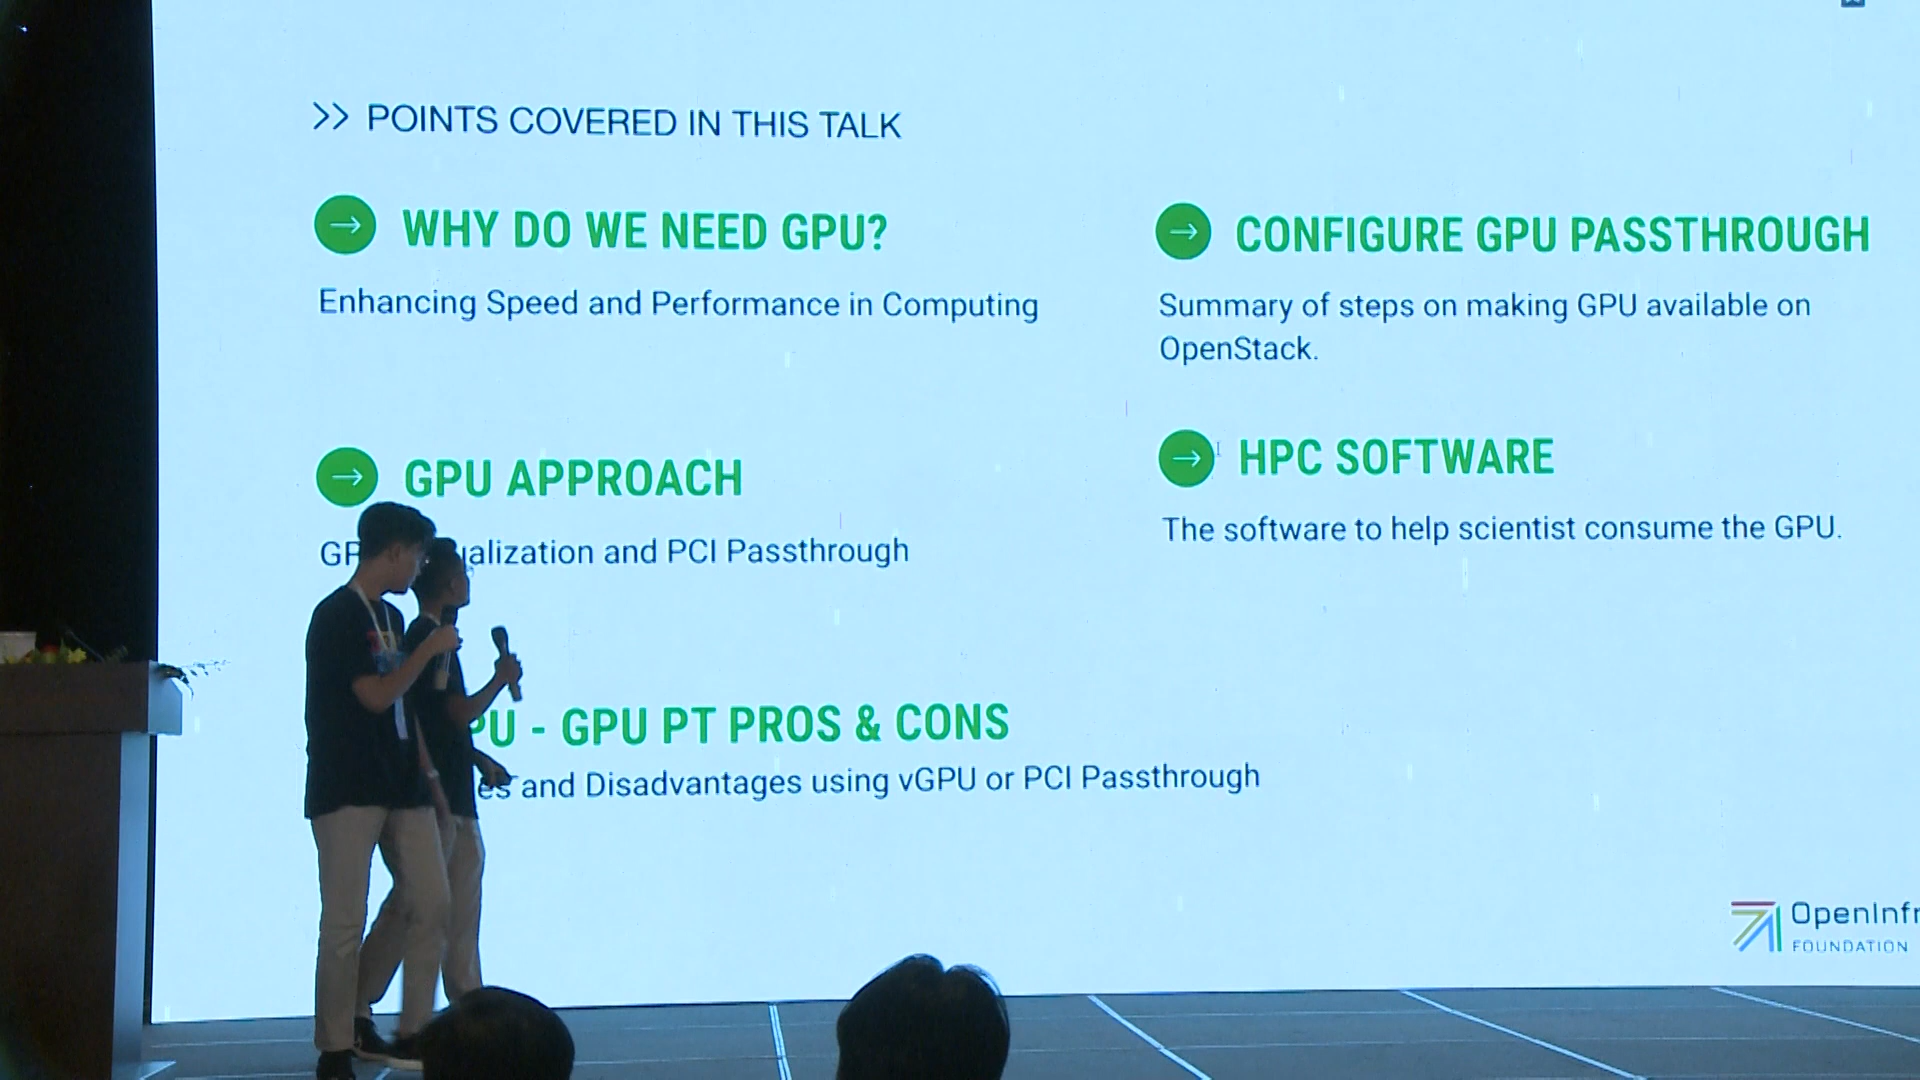 >> POINTS COVERED IN THIS TALK
WHY DO WE NEED GPU?
Enhancing Speed and Performance in Computing
GPU APPROACH
and PCI Passthrough
- GPU PT PROS & CONS
and Disadvantages using vGPU or PCI Passthrough
CONFIGURE GPU PASSTHROUGH
Summary of steps on making GPU available on
OpenStack.
HPC SOFTWARE
The software to help scientist consume the GPU.
FOUNDATION